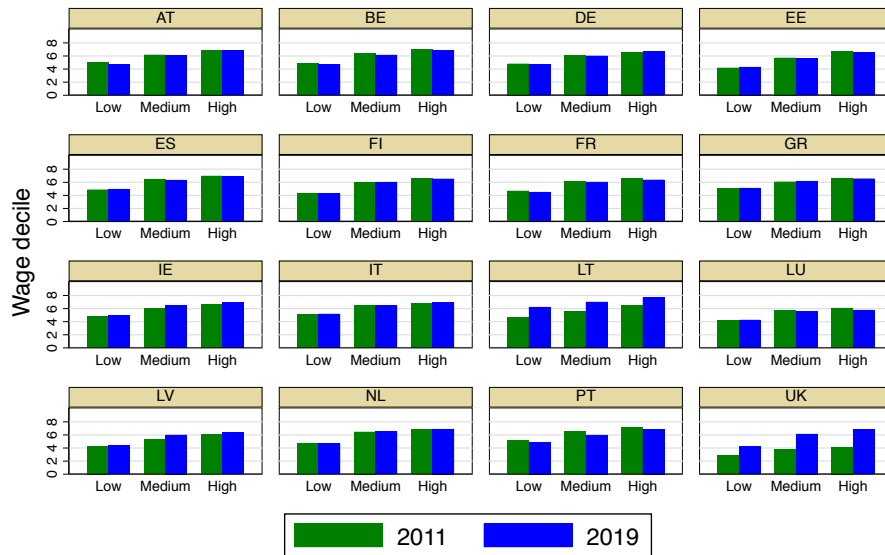 Wage decile
AT BE DE EE
0 2 4 6 8
Low Medium High Low Medium High Low Medium High Low Medium High
ES FI FR GR
0 2 4 6 8
Low Medium High Low Medium High Low Medium High Low Medium High
IE IT LT LU
0 2 4 6 8
Low Medium High Low Medium High Low Medium High Low Medium High
LV NL PT UK
0 2 4 6 8
Low Medium High Low Medium High Low Medium High Low Medium High
2011 2019